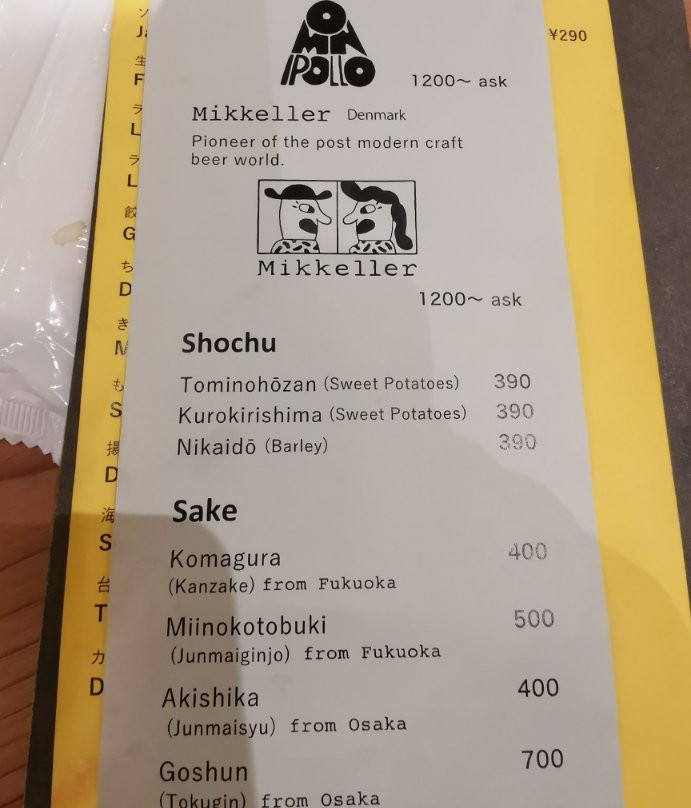 OMNIPOLLO
¥290
1200～ ask
Mikkeller Denmark
Pioneer of the post modern craft
beer world.
Mikkeller
1200～ ask
Shochu
Tominohōzan (Sweet Potatoes) 390
Kurokirishima (Sweet Potatoes) 390
Nikaidō (Barley) 390
Sake
Komagura 400
(Kanzake) from Fukuoka
Miinokotobuki 500
(Junmaiginjo) from Fukuoka
Akishika 400
(Junmaisyu) from Osaka
Goshun 700
(Tokugin) from Osaka